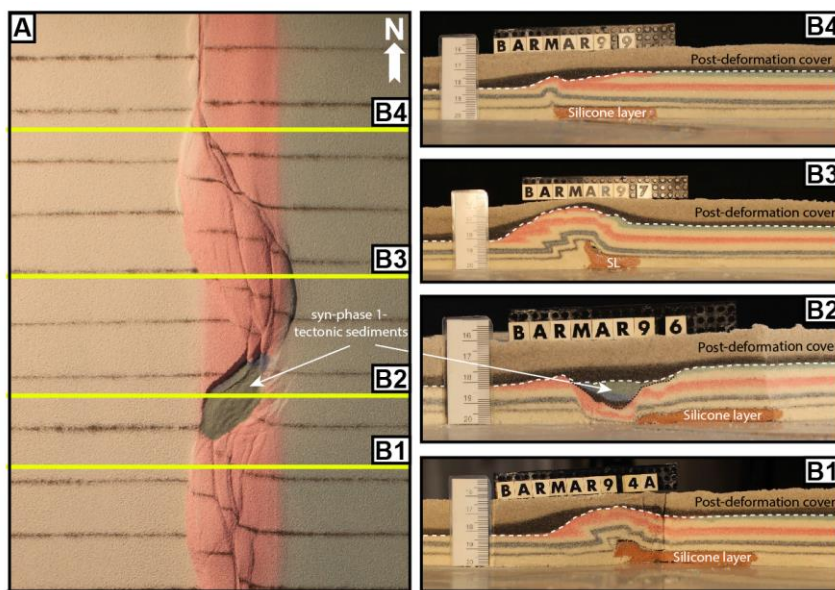 A
N
B4
B3
syn-phase 1-
tectonic sediments
B2
B1
B4
BARMAR9 9
Post-deformation cover
Silicone layer
B3
BARMAR9 7
Post-deformation cover
SL
B2
BARMAR9 6
Post-deformation cover
Silicone layer
B1
BARMAR9 4A
Post-deformation cover
Silicone layer